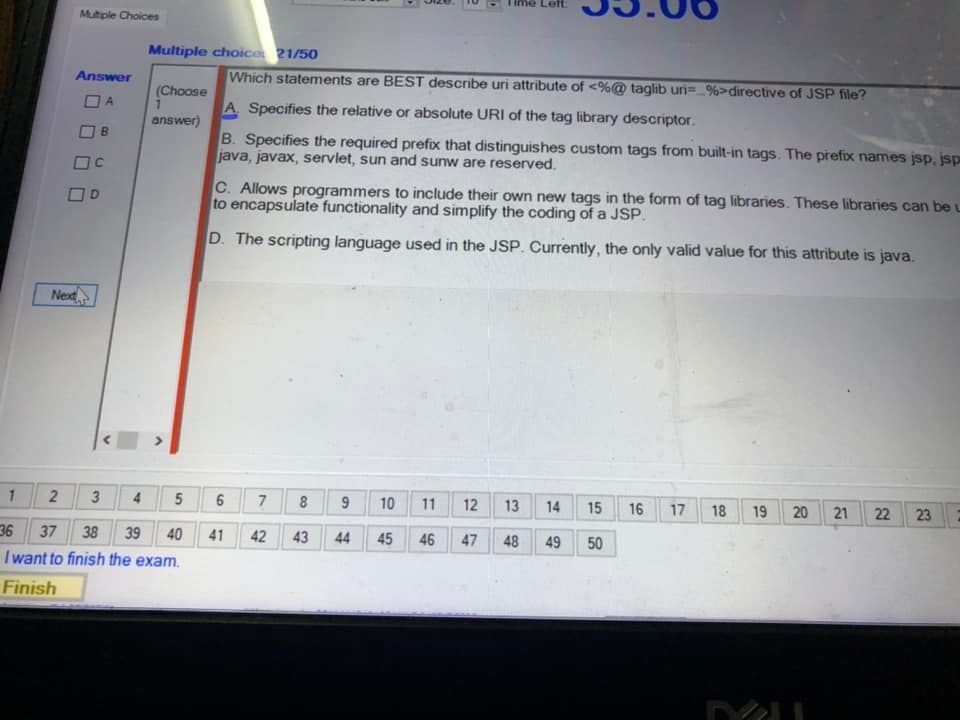 Multiple Choices
Size: 10 Time Left:
Multiple choices 21/50
Answer
A
B
C
D
(Choose
1
answer)
Which statements are BEST describe uri attribute of <%@ taglib uri=...%>directive of JSP file?
A. Specifies the relative or absolute URI of the tag library descriptor.
B. Specifies the required prefix that distinguishes custom tags from built-in tags. The prefix names jsp, jsp
java, javax, servlet, sun and sunw are reserved.
C. Allows programmers to include their own new tags in the form of tag libraries. These libraries can be u
to encapsulate functionality and simplify the coding of a JSP.
D. The scripting language used in the JSP. Currently, the only valid value for this attribute is java.
Next
1 2 3 4 5 6 7 8 9 10 11 12 13 14 15 16 17 18 19 20 21 22 23
36 37 38 39 40 41 42 43 44 45 46 47 48 49 50
I want to finish the exam.
Finish
DELL